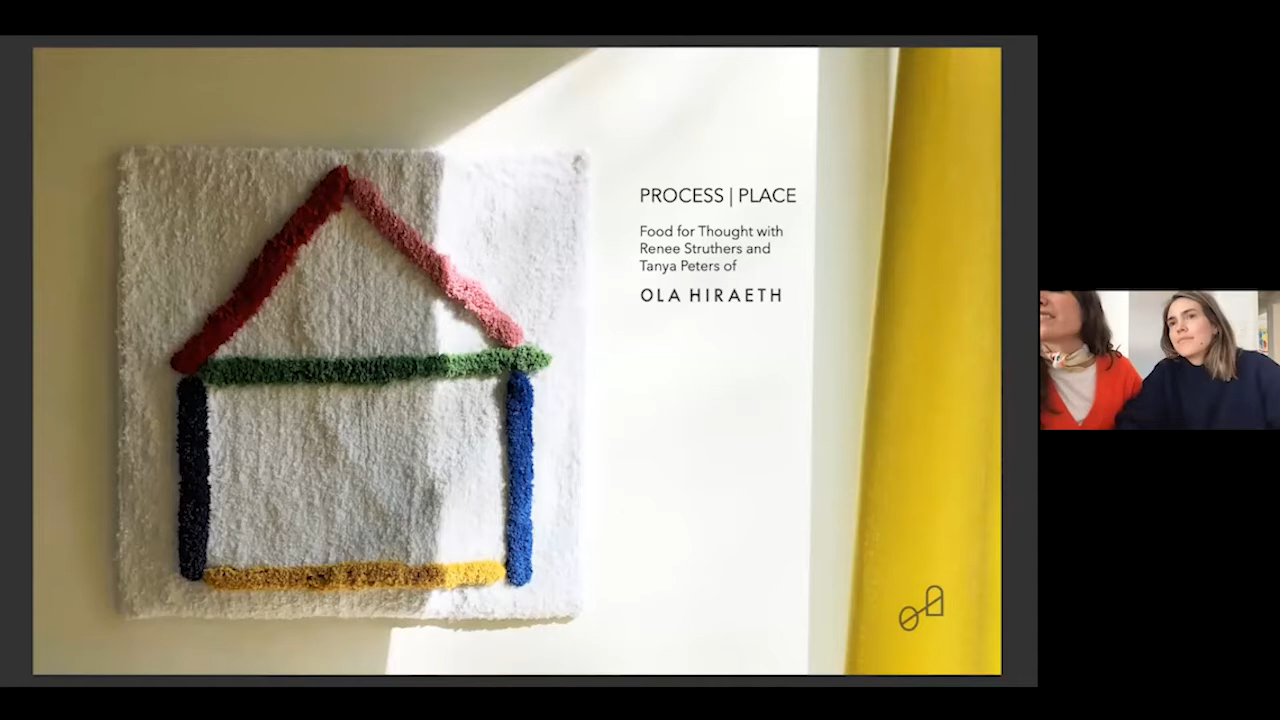 PROCESS | PLACE
Food for Thought with
Renee Struthers and
Tanya Peters of
OLA HIRAETH